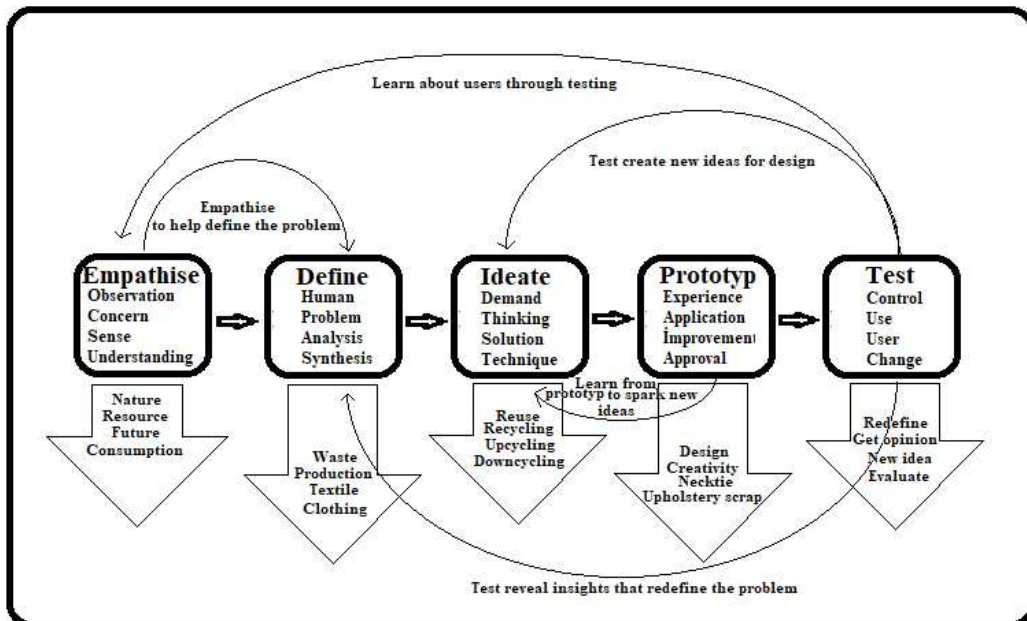 Learn about users through testing
Test create new ideas for design
Empathise
to help define the problem
Empathise
Observation
Concern
Sense
Understanding
Define
Human
Problem
Analysis
Synthesis
Ideate
Demand
Thinking
Solution
Technique
Prototyp
Experience
Application
İmprovement
Approval
Test
Control
Use
User
Change
Learn from
prototyp to spark new
ideas
Nature
Resource
Future
Consumption
Waste
Production
Textile
Clothing
Reuse
Recycling
Upcycling
Downcycling
Design
Creativity
Necktie
Upholstery scrap
Redefine
Get opinion
New idea
Evaluate
Test reveal insights that redefine the problem